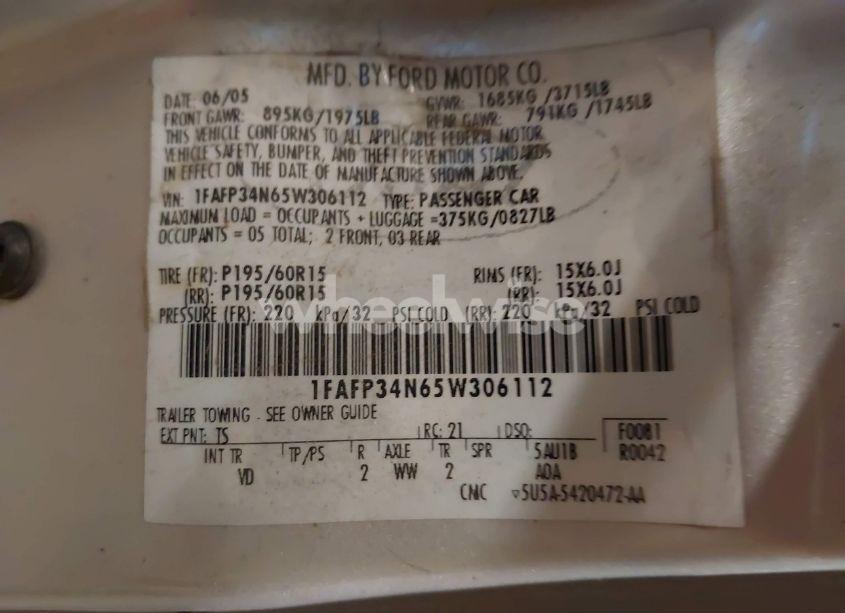 MFD. BY FORD MOTOR CO.
DATE: 06/05 GVWR: 1685KG/3715LB
FRONT GAWR: 895KG/1975LB REAR GAWR: 791KG/1745LB
THIS VEHICLE CONFORMS TO ALL APPLICABLE FEDERAL MOTOR
VEHICLE SAFETY, BUMPER, AND THEFT PREVENTION STANDARDS
IN EFFECT ON THE DATE OF MANUFACTURE SHOWN ABOVE.
VIN: 1FAFP34N65W306112 TYPE: PASSENGER CAR
MAXIMUM LOAD = OCCUPANTS + LUGGAGE =375KG/0827LB
OCCUPANTS = 05 TOTAL; 2 FRONT, 03 REAR
TIRE (FR): P195/60R15 RIMS (FR): 15X6.0J
(RR): P195/60R15 (RR): 15X6.0J
PRESSURE (FR): 220 kPa/32 PSI COLD (RR): 220 kPa/32 PSI COLD
wheelwise
1FAFP34N65W306112
TRAILER TOWING - SEE OWNER GUIDE
EXT PNT: TS RC: 21 DSO: F0081
INT TR TP/PS R AXLE TR SPR 5AU1B R0042
VD 2 WW 2 A0A
CNC ▽5U5A-5420472-AA